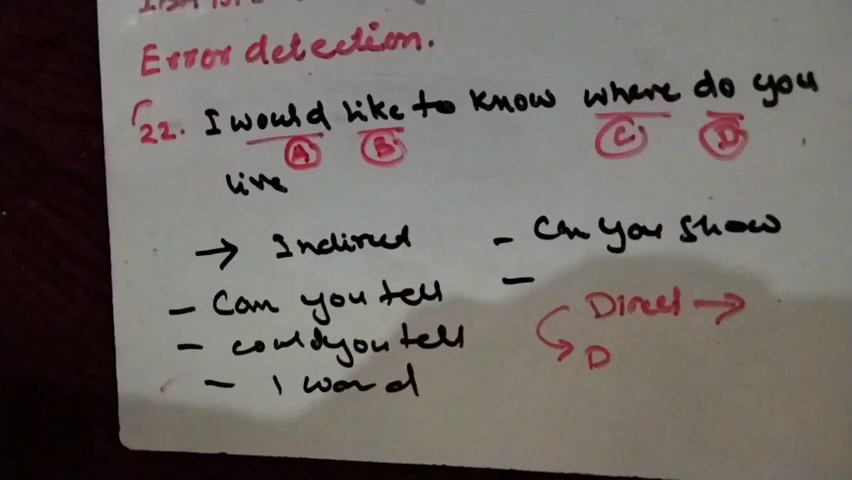 Error detection.
22. I would like to know where do you
A B C D
live
→ Indirect - Can you show
- Can you tell -
- could you tell Direct →
- I D